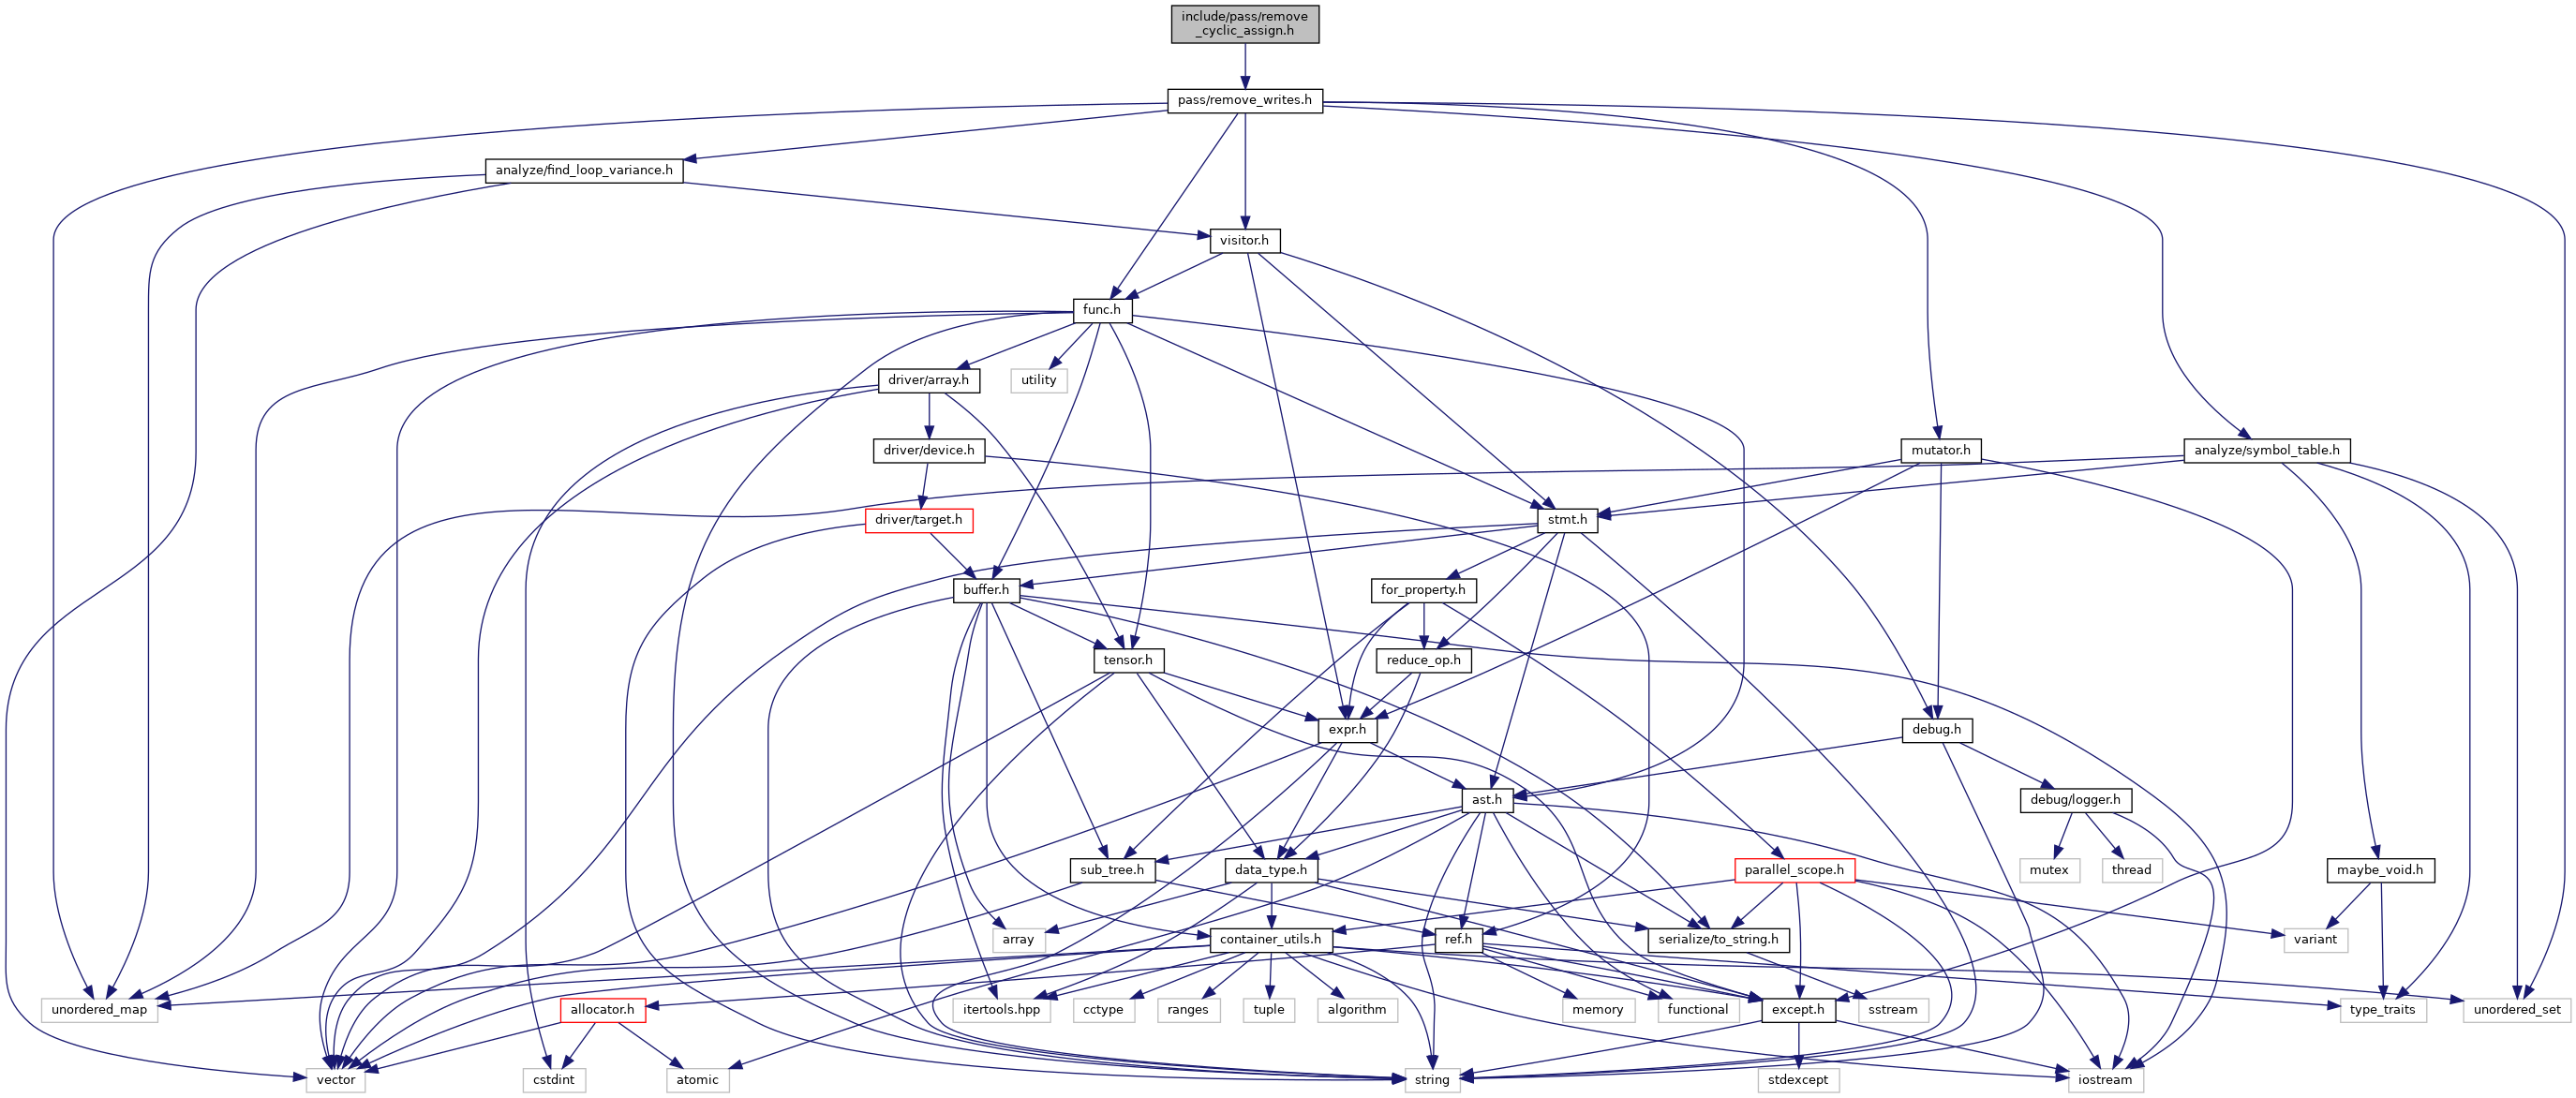 include/pass/remove
_cyclic_assign.h
pass/remove_writes.h
analyze/find_loop_variance.h
visitor.h
func.h
driver/array.h
utility
driver/device.h
mutator.h
analyze/symbol_table.h
driver/target.h
stmt.h
buffer.h
for_property.h
tensor.h
reduce_op.h
expr.h
debug.h
ast.h
debug/logger.h
sub_tree.h
data_type.h
parallel_scope.h
mutex
thread
maybe_void.h
array
container_utils.h
ref.h
serialize/to_string.h
variant
unordered_map
allocator.h
itertools.hpp
cctype
ranges
tuple
algorithm
memory
functional
except.h
sstream
type_traits
unordered_set
vector
cstdint
atomic
string
stdexcept
iostream